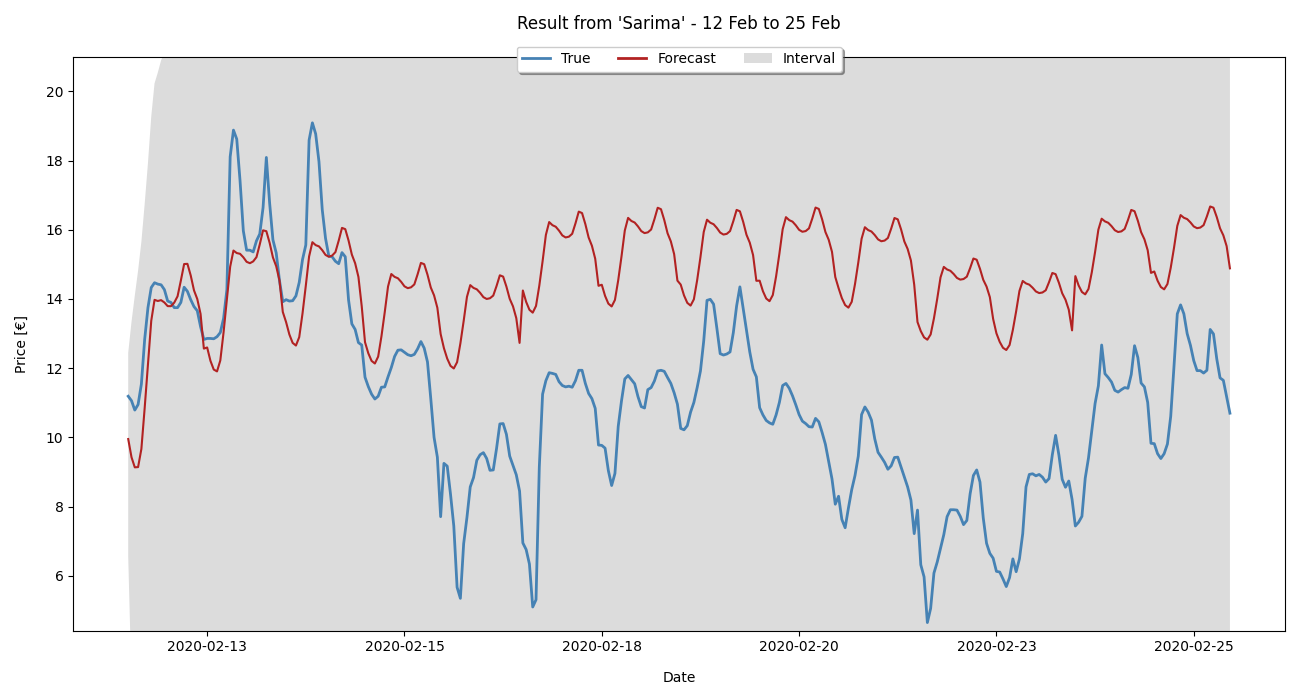 Result from 'Sarima' - 12 Feb to 25 Feb
True Forecast Interval
20
18
16
14
12
10
8
6
Price [€]
2020-02-13 2020-02-15 2020-02-18 2020-02-20 2020-02-23 2020-02-25
Date